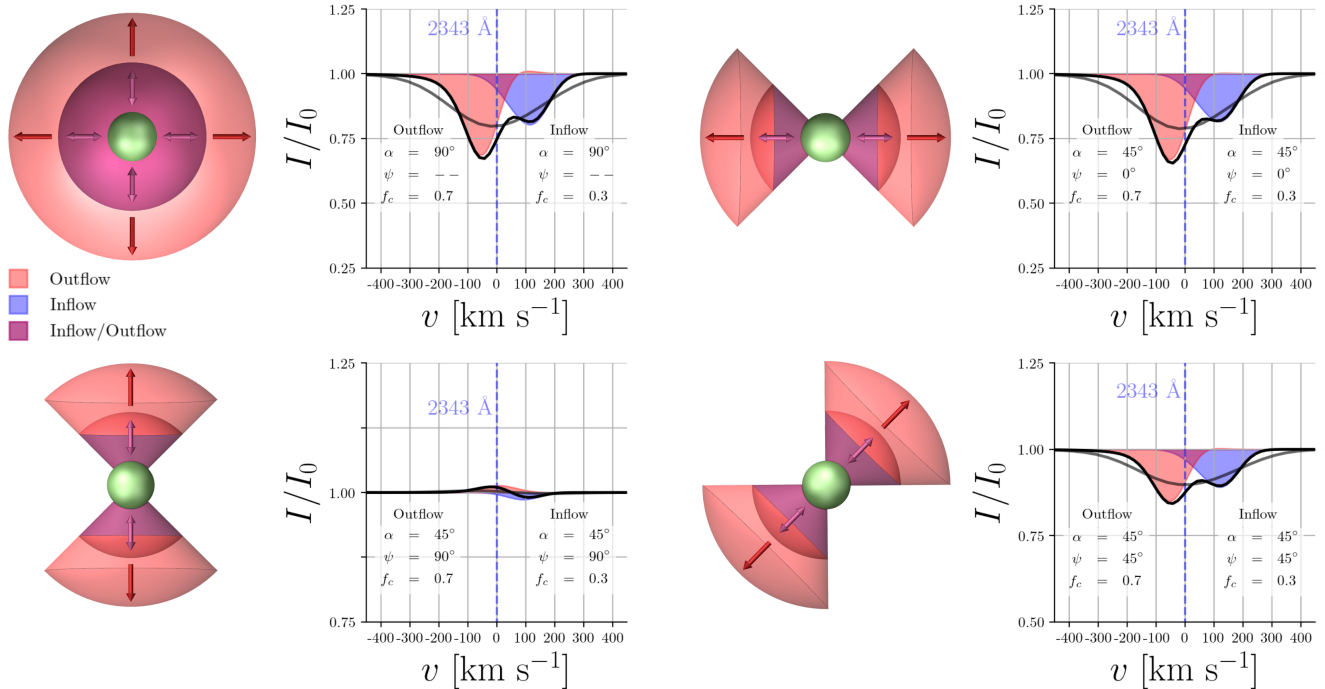 1.25
1.00
0.75
0.50
0.25
I/I₀
2343 Å
Outflow Inflow
α = 90° α = 90°
ψ = −− ψ = −−
f_c = 0.7 f_c = 0.3
-400 -300 -200 -100 0 100 200 300 400
v [km s⁻¹]
1.25
1.00
0.75
0.50
0.25
I/I₀
2343 Å
Outflow Inflow
α = 45° α = 45°
ψ = 0° ψ = 0°
f_c = 0.7 f_c = 0.3
-400 -300 -200 -100 0 100 200 300 400
v [km s⁻¹]
Outflow
Inflow
Inflow/Outflow
1.25
1.00
0.75
I/I₀
2343 Å
Outflow Inflow
α = 45° α = 45°
ψ = 90° ψ = 90°
f_c = 0.7 f_c = 0.3
-400 -300 -200 -100 0 100 200 300 400
v [km s⁻¹]
1.25
1.00
0.75
0.50
I/I₀
2343 Å
Outflow Inflow
α = 45° α = 45°
ψ = 45° ψ = 45°
f_c = 0.7 f_c = 0.3
-400 -300 -200 -100 0 100 200 300 400
v [km s⁻¹]